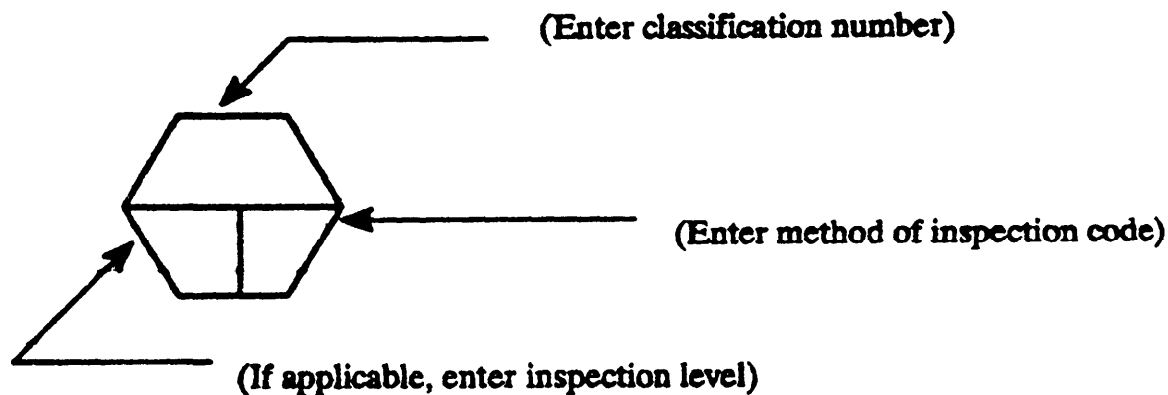 (Enter classification number)
(Enter method of inspection code)
(If applicable, enter inspection level)